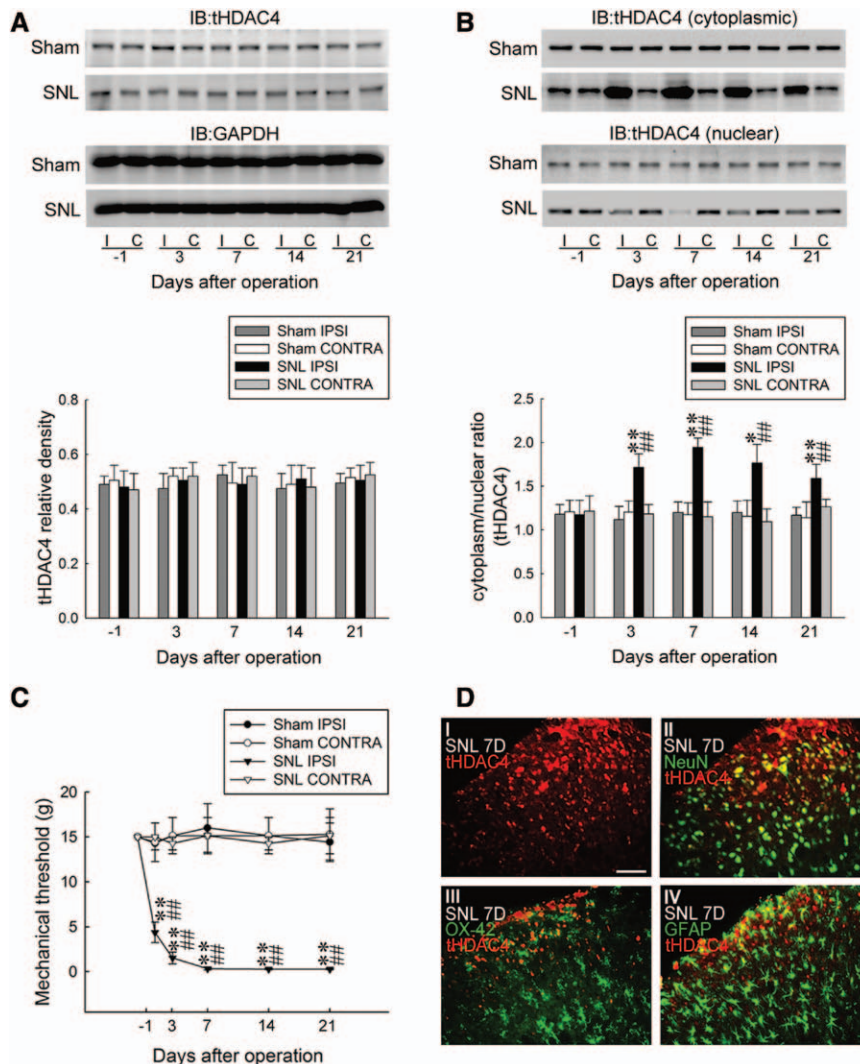 A
IB:tHDAC4
Sham
SNL
IB:GAPDH
Sham
SNL
I C I C I C I C I C
-1 3 7 14 21
Days after operation
Sham IPSI
Sham CONTRA
SNL IPSI
SNL CONTRA
tHDAC4 relative density
0.8
0.6
0.4
0.2
0.0
-1 3 7 14 21
Days after operation
B
IB:tHDAC4 (cytoplasmic)
Sham
SNL
IB:tHDAC4 (nuclear)
Sham
SNL
I C I C I C I C I C
-1 3 7 14 21
Days after operation
Sham IPSI
Sham CONTRA
SNL IPSI
SNL CONTRA
cytoplasm/nuclear ratio
(tHDAC4)
2.5
2.0
1.5
1.0
0.5
0.0
** ##
** ##
* ##
** ##
-1 3 7 14 21
Days after operation
C
Sham IPSI
Sham CONTRA
SNL IPSI
SNL CONTRA
Mechanical threshold (g)
20
15
10
5
0
** ##
** ##
** ##
** ##
** ##
-1 3 7 14 21
Days after operation
D
I
SNL 7D
tHDAC4
II
SNL 7D
NeuN
tHDAC4
III
SNL 7D
OX-42
tHDAC4
IV
SNL 7D
GFAP
tHDAC4